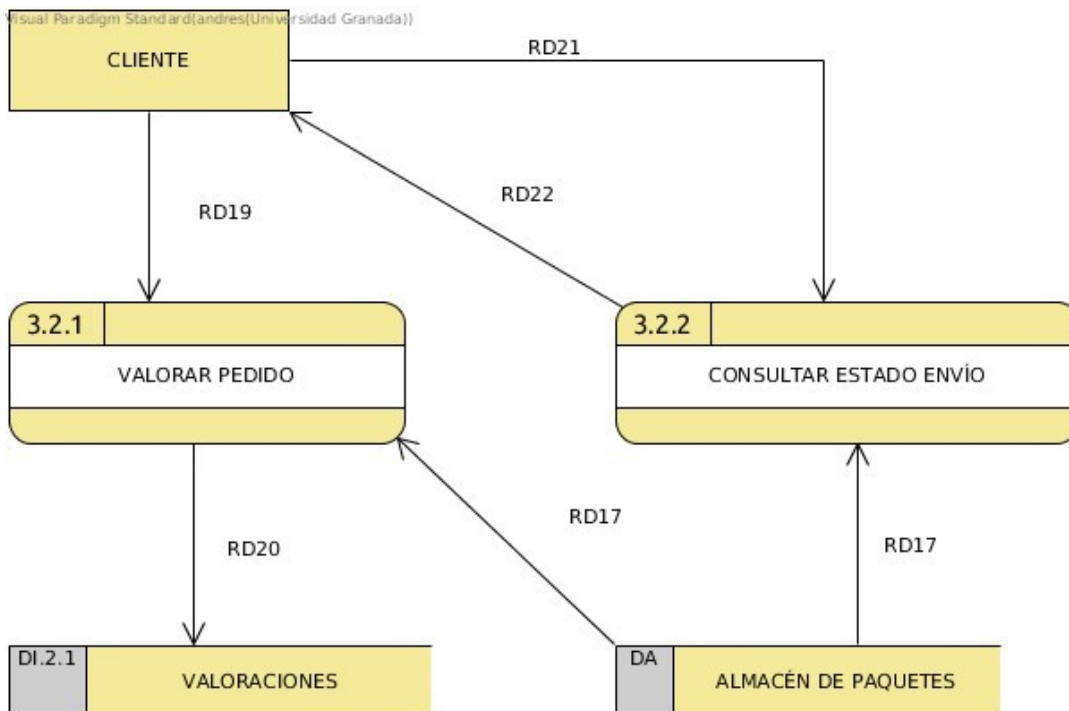 Visual Paradigm Standard(andres(Universidad Granada))
CLIENTE
RD21
RD22
RD19
3.2.1
VALORAR PEDIDO
3.2.2
CONSULTAR ESTADO ENVÍO
RD17
RD17
RD20
DI.2.1
VALORACIONES
DA
ALMACÉN DE PAQUETES